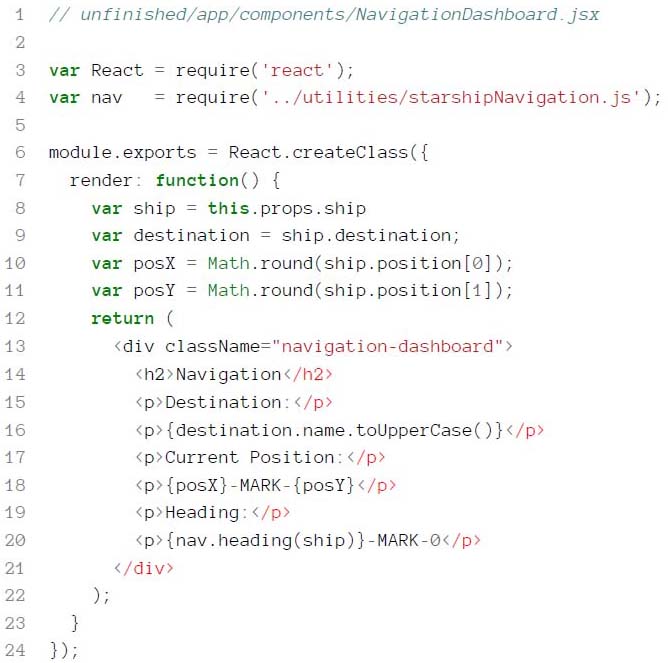 1 // unfinished/app/components/NavigationDashboard.jsx
2
3 var React = require('react');
4 var nav   = require('../utilities/starshipNavigation.js');
5
6 module.exports = React.createClass({
7   render: function() {
8     var ship = this.props.ship
9     var destination = ship.destination;
10     var posX = Math.round(ship.position[0]);
11     var posY = Math.round(ship.position[1]);
12     return (
13       <div className="navigation-dashboard">
14         <h2>Navigation</h2>
15         <p>Destination:</p>
16         <p>{destination.name.toUpperCase()}</p>
17         <p>Current Position:</p>
18         <p>{posX}-MARK-{posY}</p>
19         <p>Heading:</p>
20         <p>{nav.heading(ship)}-MARK-0</p>
21       </div>
22     );
23   }
24 });